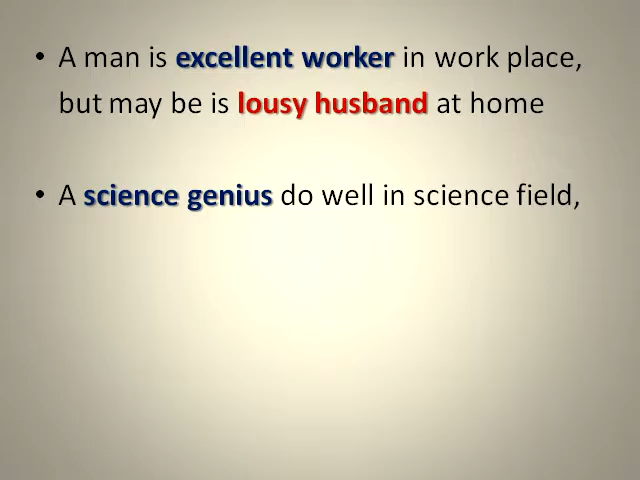 • A man is excellent worker in work place,
but may be is lousy husband at home
• A science genius do well in science field,